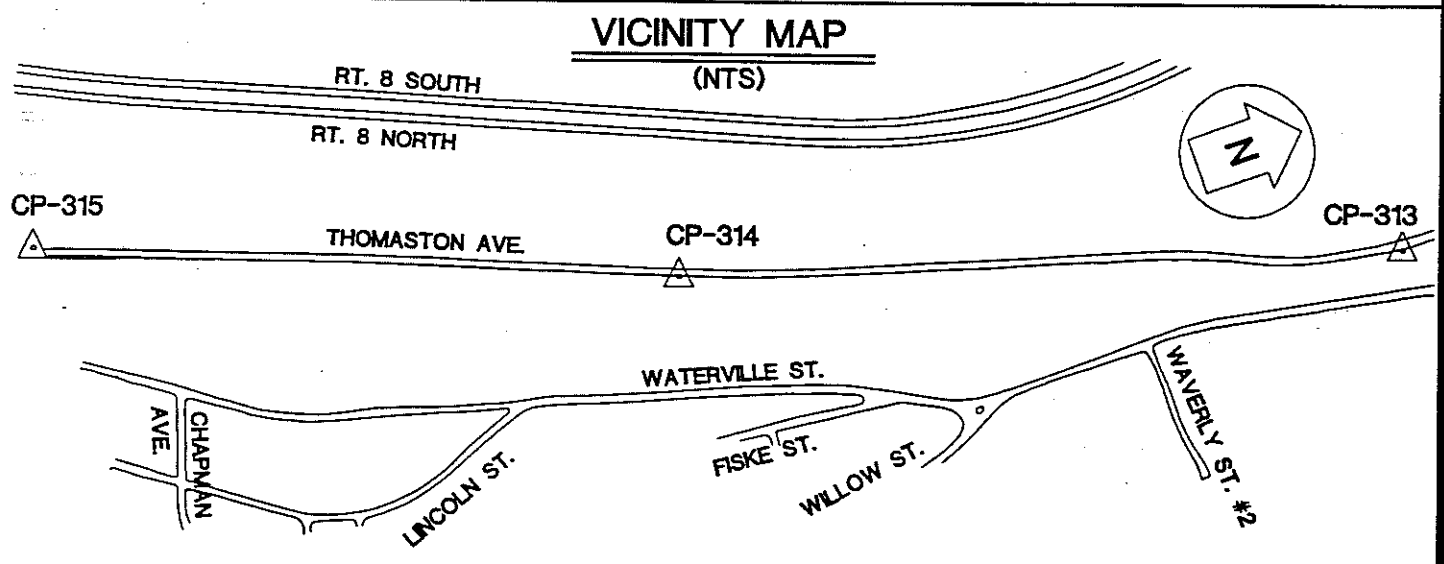 VICINITY MAP
(NTS)
RT. 8 SOUTH
RT. 8 NORTH
N
CP-315
THOMASTON AVE.
CP-314
CP-313
WATERVILLE ST.
CHAPMAN
AVE.
LINCOLN ST.
FISKE ST.
WILLOW ST.
WAVERLY ST. #2